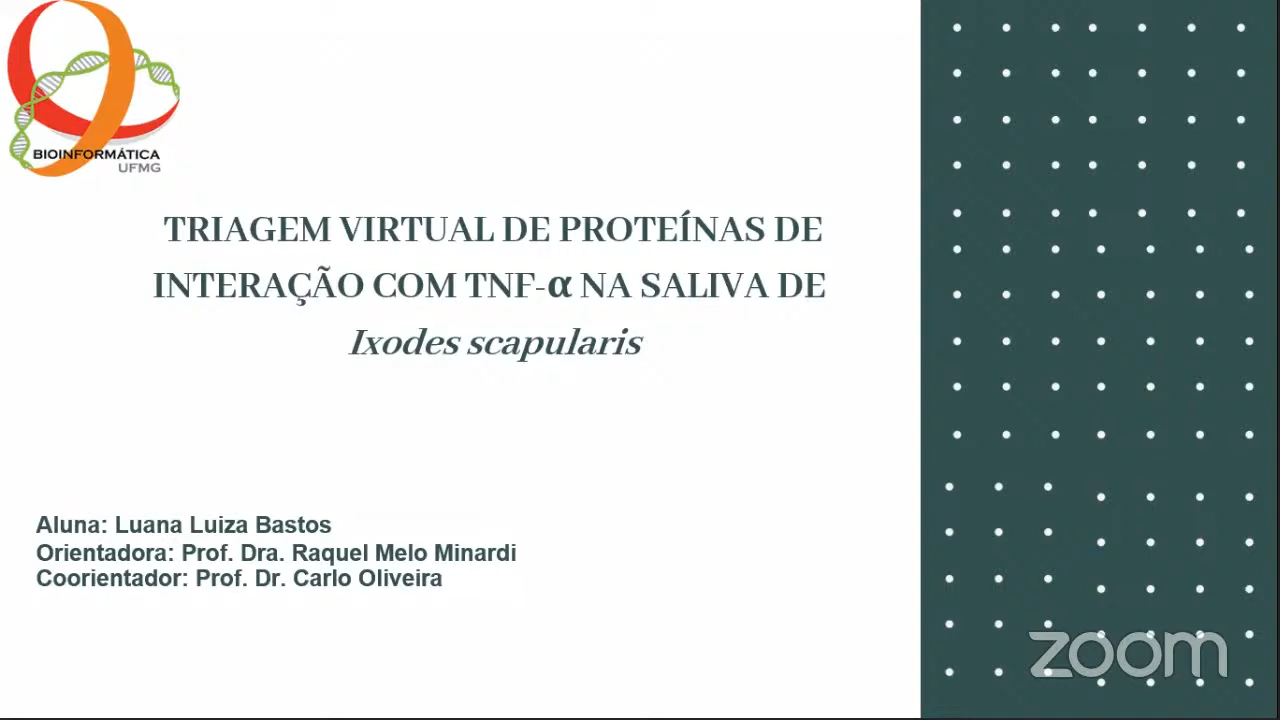 BIOINFORMÁTICA
UFMG
TRIAGEM VIRTUAL DE PROTEÍNAS DE
INTERAÇÃO COM TNF-α NA SALIVA DE
Ixodes scapularis
Aluna: Luana Luiza Bastos
Orientadora: Prof. Dra. Raquel Melo Minardi
Coorientador: Prof. Dr. Carlo Oliveira
zoom